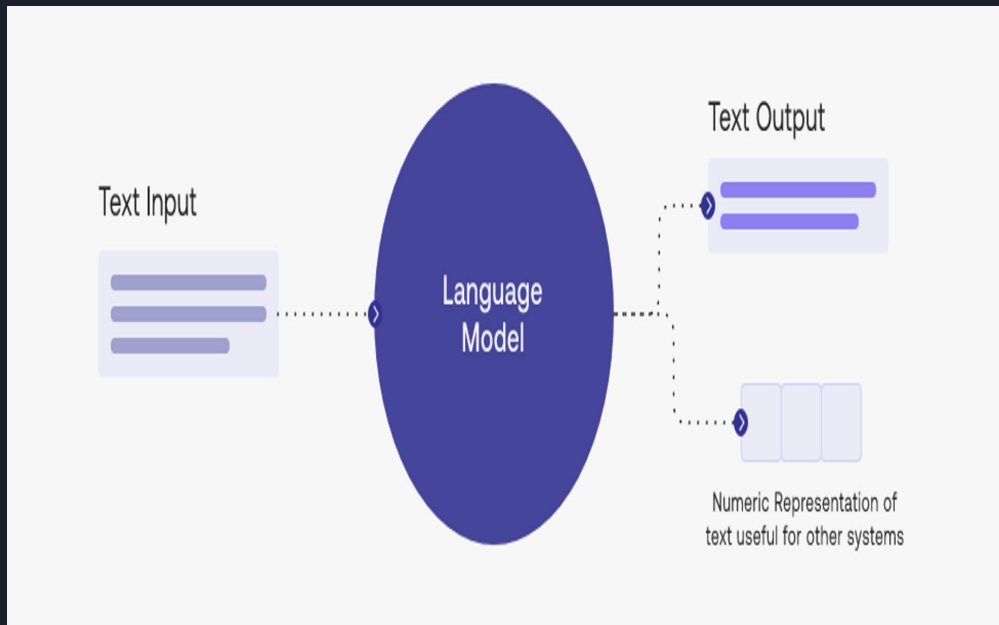 Text Input
Language
Model
Text Output
Numeric Representation of
text useful for other systems